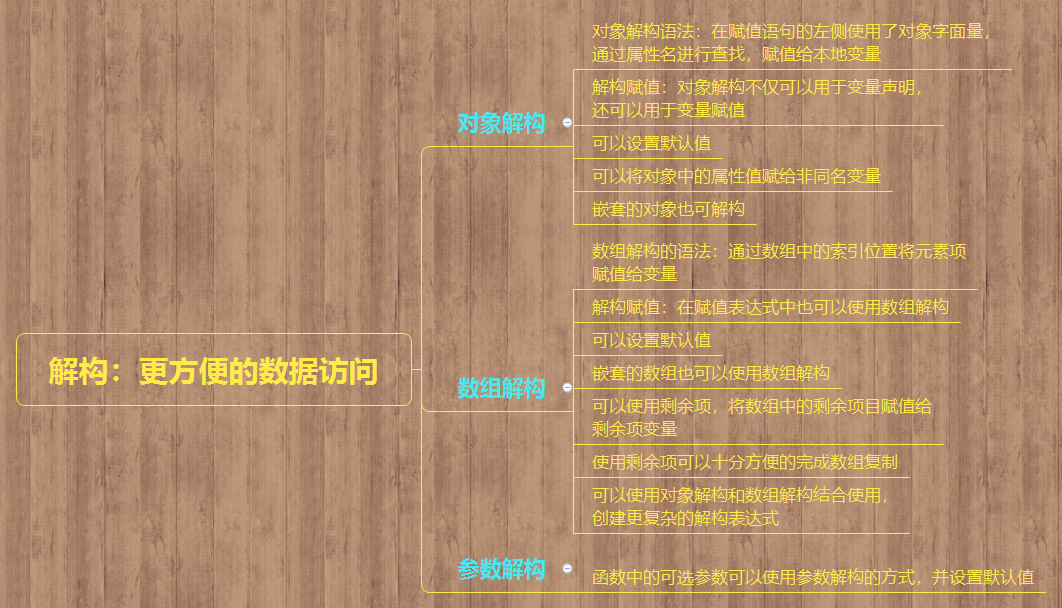 解构：更方便的数据访问
对象解构
对象解构语法：在赋值语句的左侧使用了对象字面量，
通过属性名进行查找，赋值给本地变量
解构赋值：对象解构不仅可以用于变量声明，
还可以用于变量赋值
可以设置默认值
可以将对象中的属性值赋给非同名变量
嵌套的对象也可解构
数组解构
数组解构的语法：通过数组中的索引位置将元素项
赋值给变量
解构赋值：在赋值表达式中也可以使用数组解构
可以设置默认值
嵌套的数组也可以使用数组解构
可以使用剩余项，将数组中的剩余项目赋值给
剩余项变量
使用剩余项可以十分方便的完成数组复制
可以使用对象解构和数组解构结合使用，
创建更复杂的解构表达式
参数解构
函数中的可选参数可以使用参数解构的方式，并设置默认值